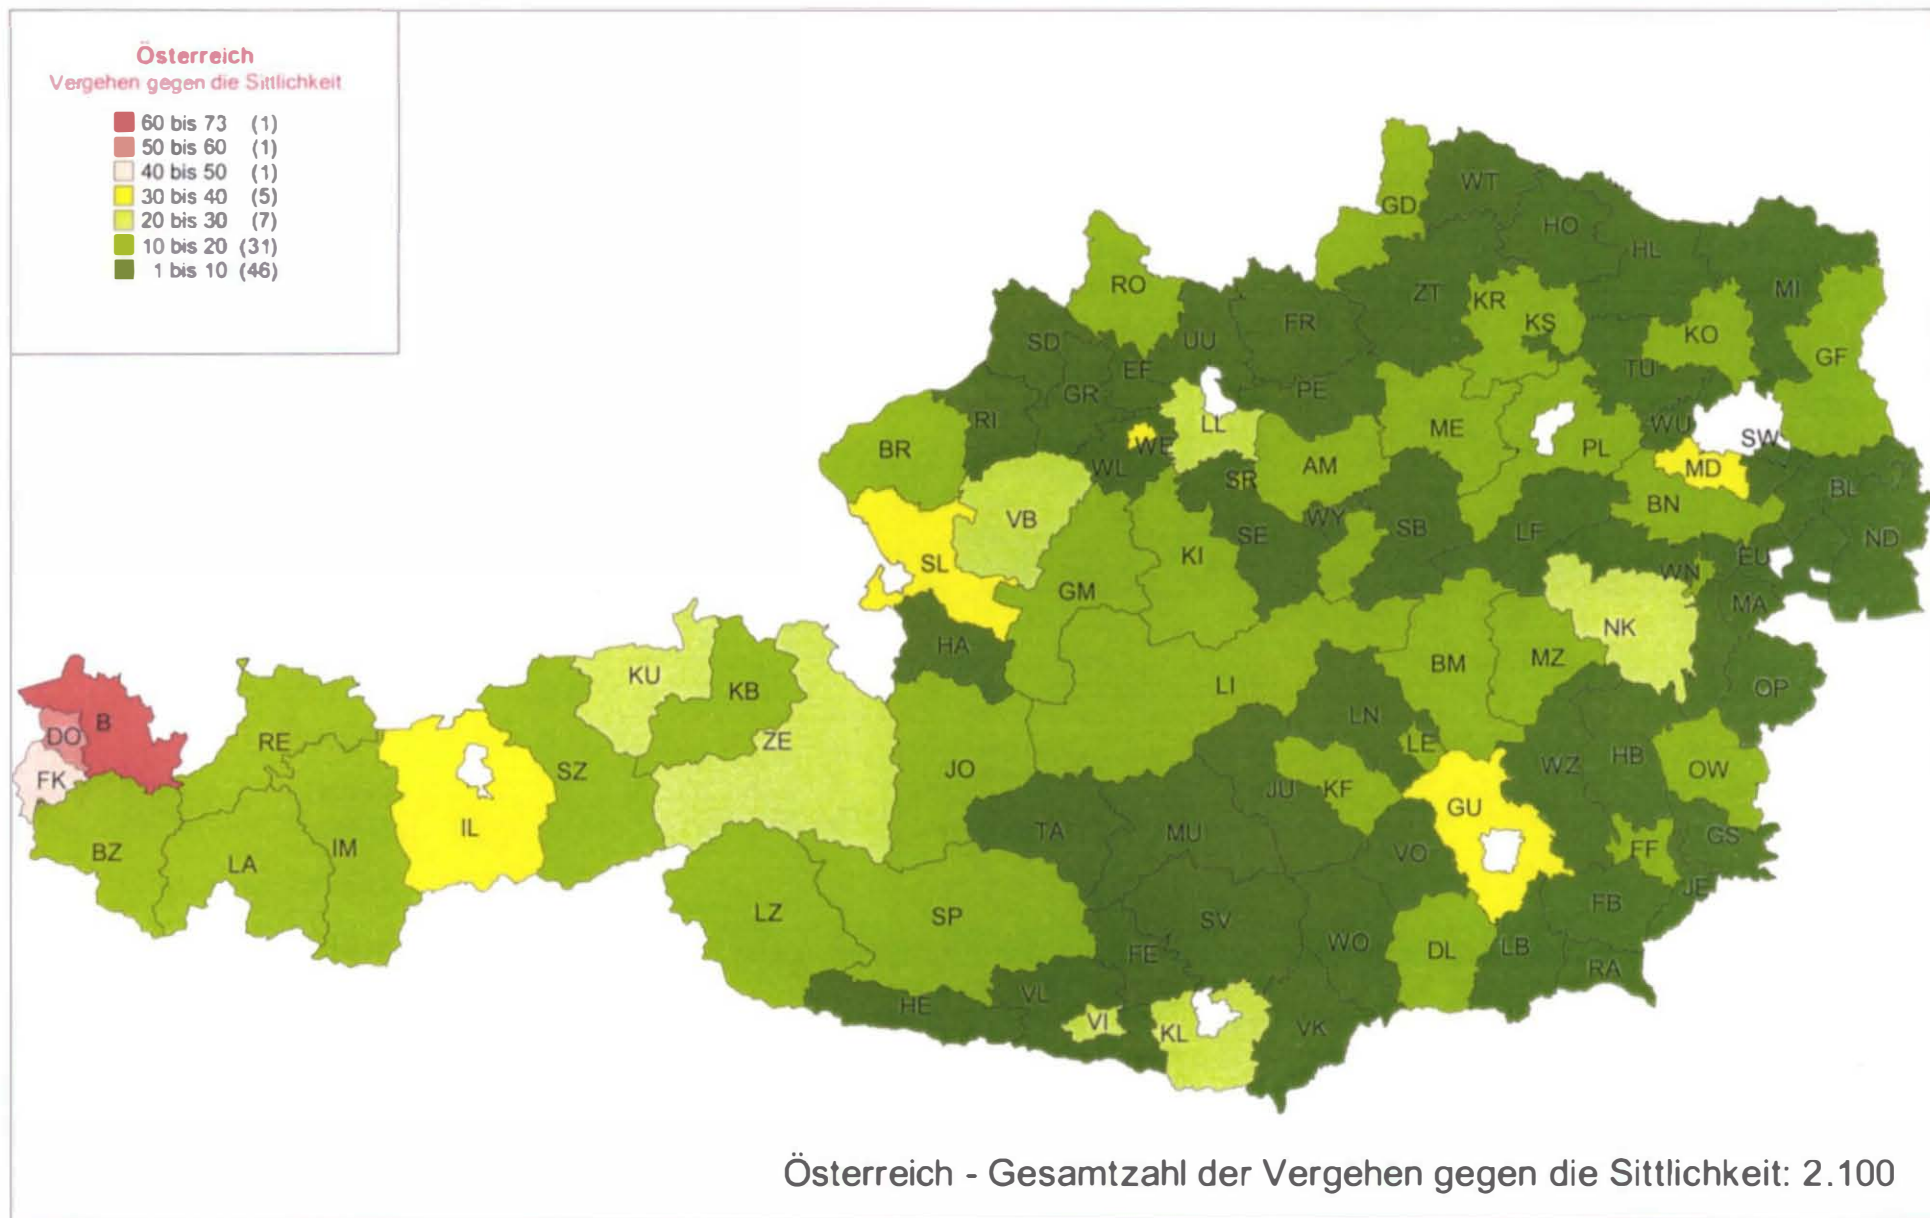 Österreich
Vergehen gegen die Sittlichkeit
60 bis 73 (1)
50 bis 60 (1)
40 bis 50 (1)
30 bis 40 (5)
20 bis 30 (7)
10 bis 20 (31)
1 bis 10 (46)
WT
GD
HO
HL
RO
MI
ZT
KR
KS
FR
UU
KO
SD
GF
EF
TU
PE
GR
RI
LL
WU
ME
SW
BR
WE
PL
WL
AM
MD
SR
BL
BN
VB
WY
SB
LF
SE
ND
KI
EU
SL
WN
GM
MA
NK
HA
MZ
BM
KU
LI
OP
KB
LN
B
DO
RE
ZE
LE
HB
WZ
SZ
JO
OW
FK
JU
KF
GU
IL
TA
MU
GS
IM
FF
BZ
LA
VO
JE
FB
LZ
SP
SV
WO
LB
DL
FE
RA
VL
HE
VI
KL
VK
Österreich - Gesamtzahl der Vergehen gegen die Sittlichkeit: 2.100